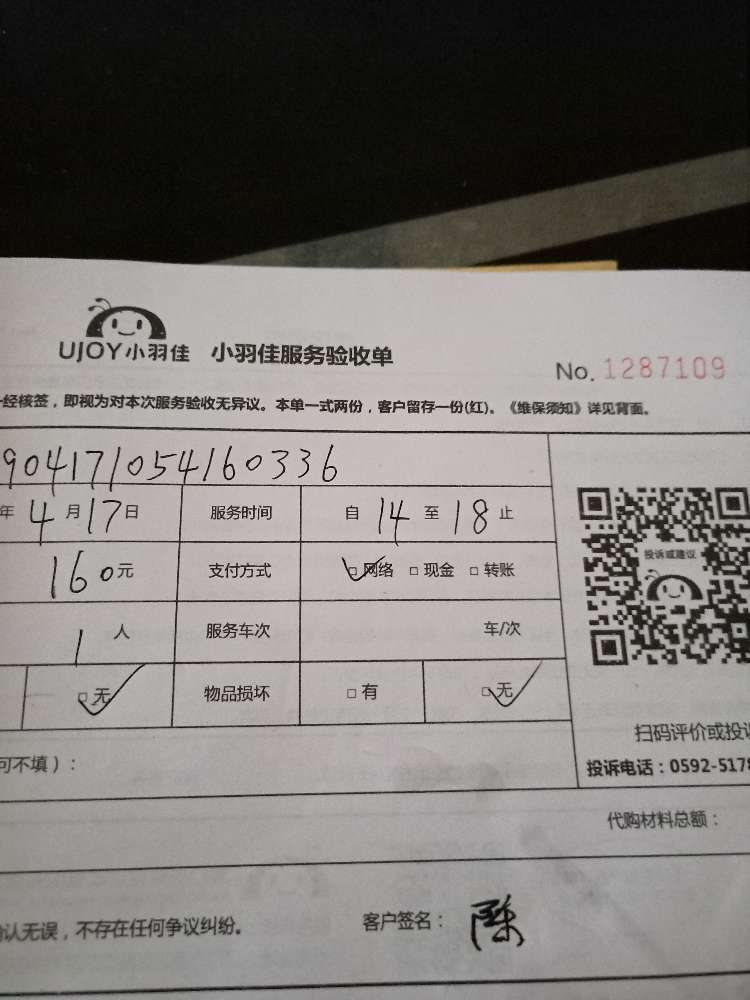 UJOY小羽佳 小羽佳服务验收单
No. 1287109
经核签，即视为对本次服务验收无异议。本单一式两份，客户留存一份(红)。《维保须知》详见背面。
904171054160336
年 4 月 17 日 服务时间 自 14 至 18 止
160 元 支付方式 □ 网络 □ 现金 □ 转账
投诉或建议
1 人 服务车次 车/次
□ 无 物品损坏 □ 有 □ 无
扫码评价或投诉
可不填）：
投诉电话：0592-5178
代购材料总额：
认无误，不存在任何争议纠纷。 客户签名： 陈